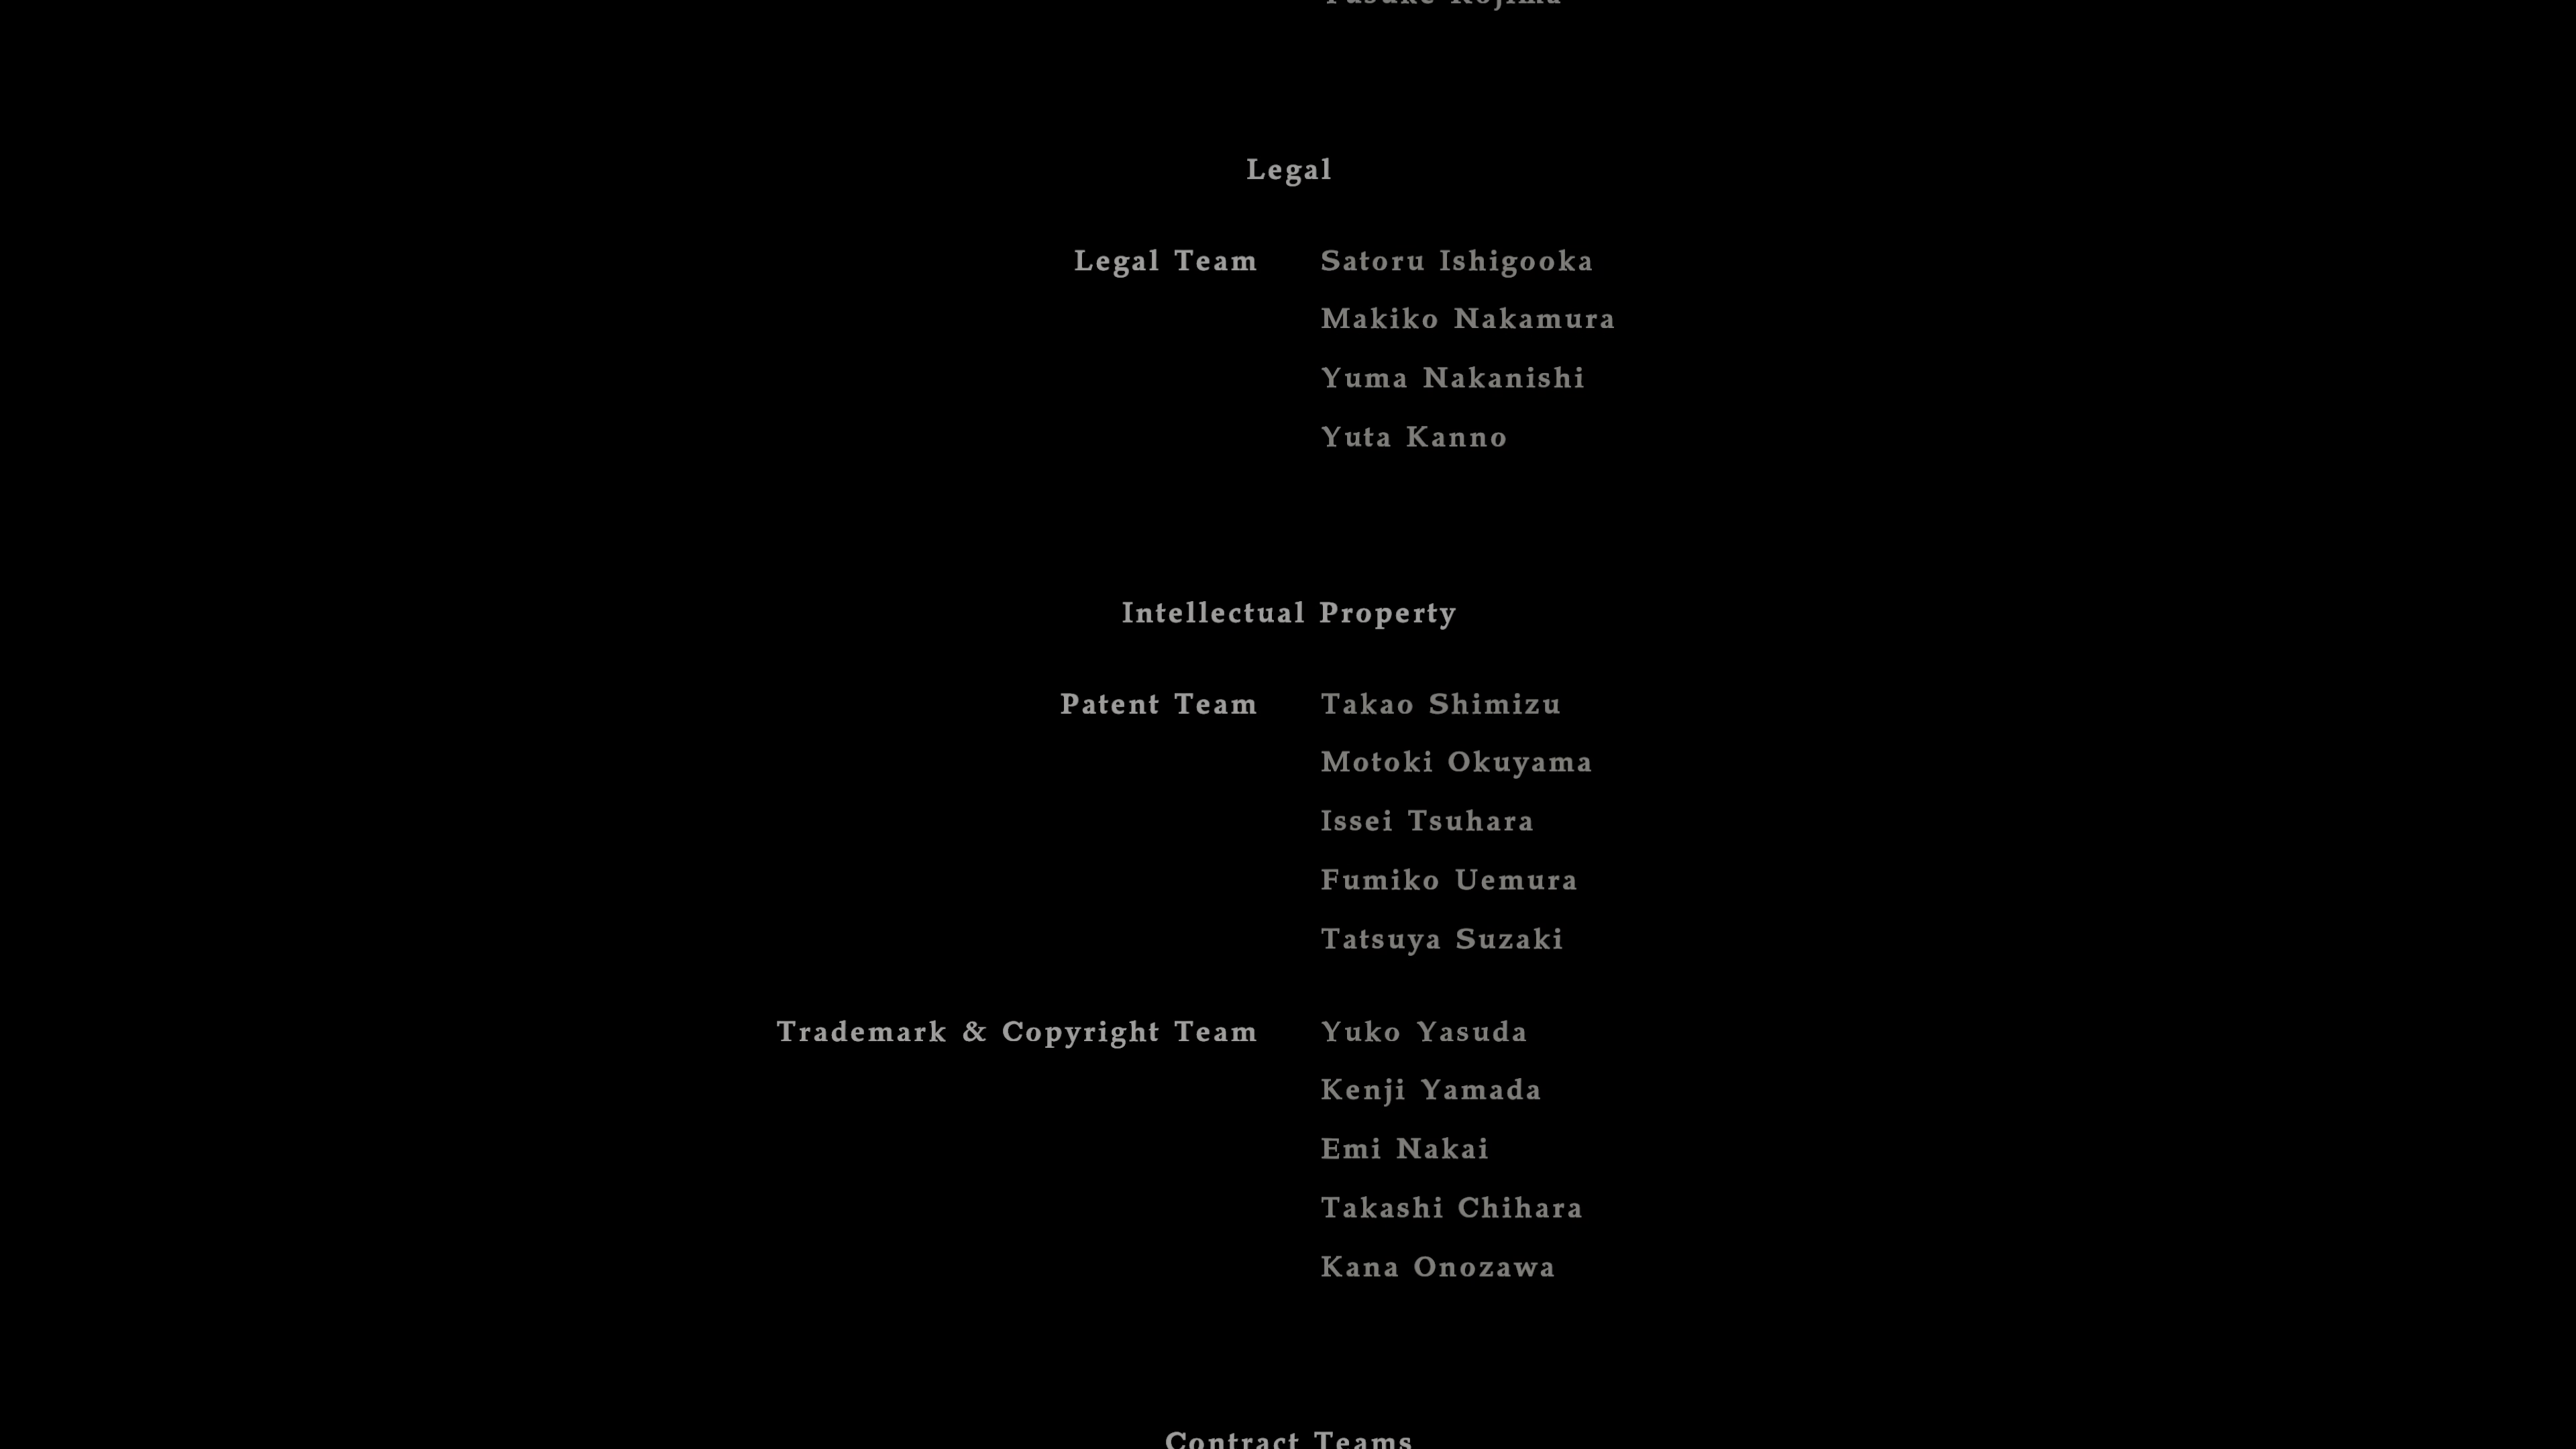 Yusuke Kojima
Legal
Legal Team Satoru Ishigooka
Makiko Nakamura
Yuma Nakanishi
Yuta Kanno
Intellectual Property
Patent Team Takao Shimizu
Motoki Okuyama
Issei Tsuhara
Fumiko Uemura
Tatsuya Suzaki
Trademark & Copyright Team Yuko Yasuda
Kenji Yamada
Emi Nakai
Takashi Chihara
Kana Onozawa
Contract Teams